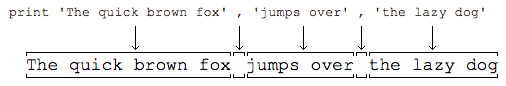 print 'The quick brown fox' , 'jumps over' , 'the lazy dog'
The quick brown fox jumps over the lazy dog